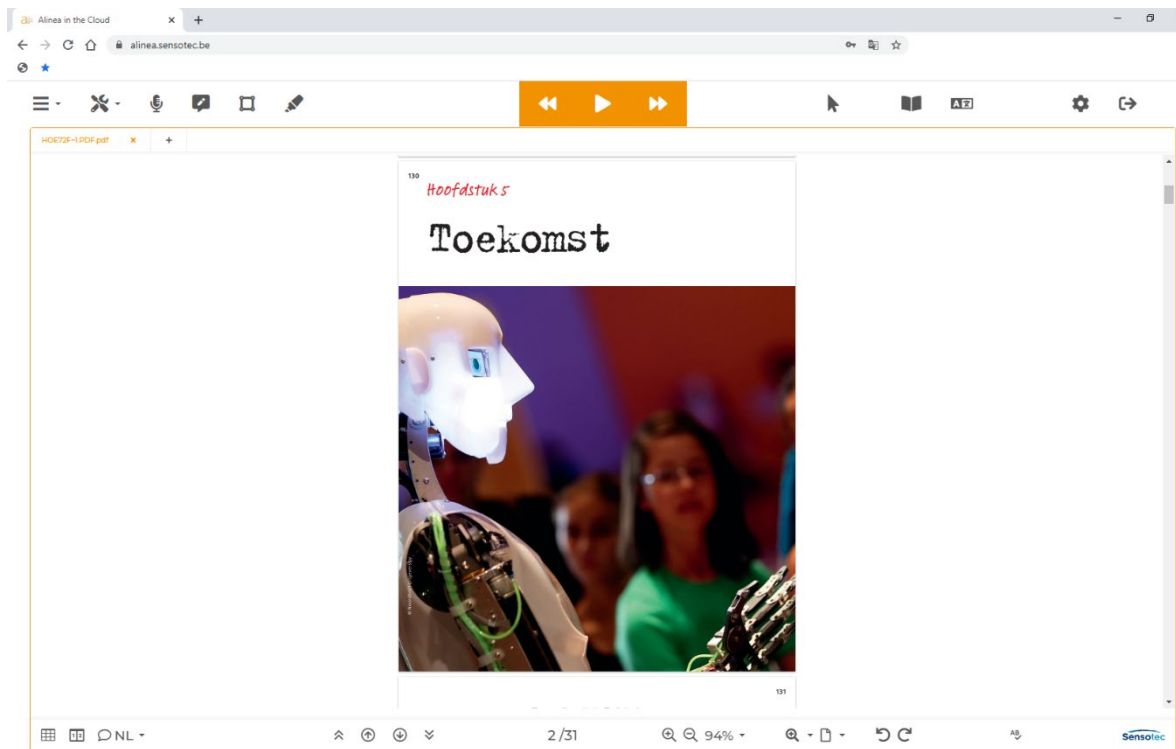 Alinea in the Cloud
alinea.sensotec.be
HOE72F~1.PDF.pdf
130
Hoofdstuk 5
Toekomst
131
NL
2 /31
94%
Sensotec